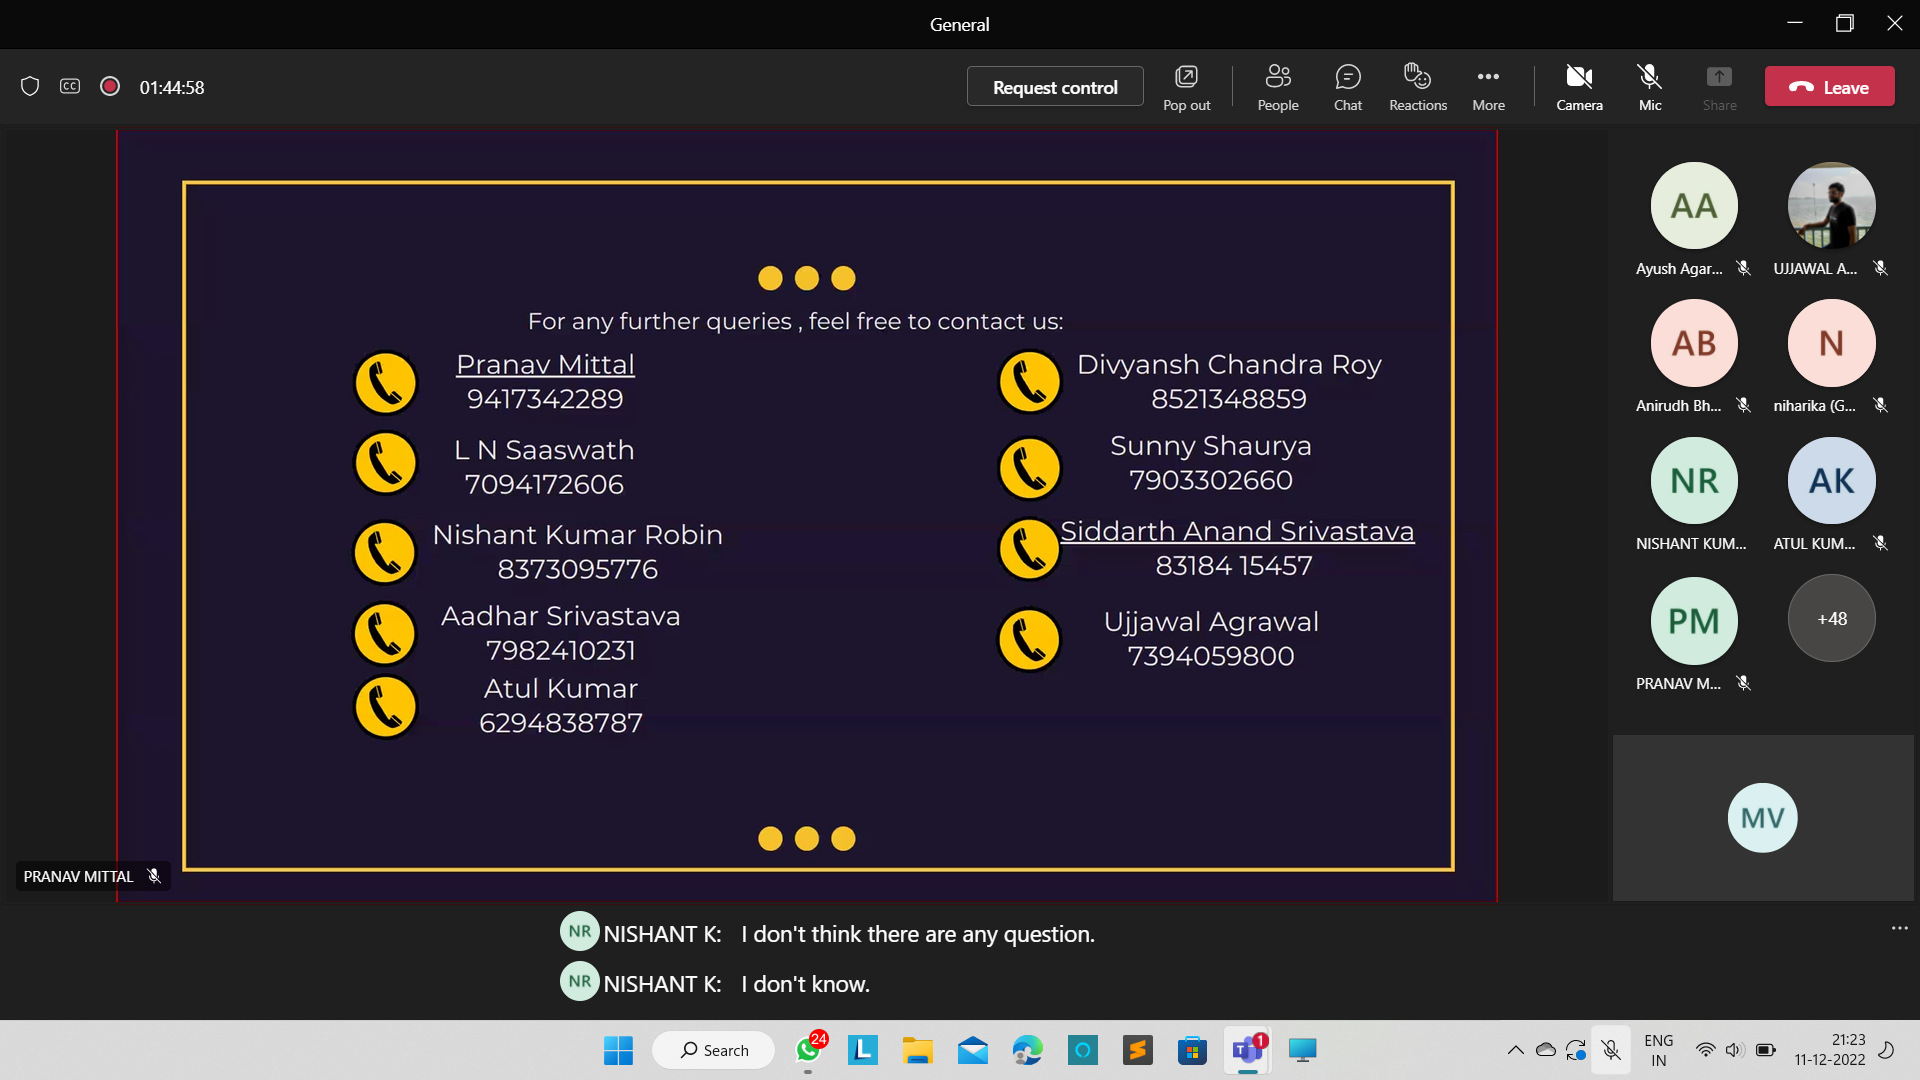 General
CC
01:44:58
Request control
Pop out
People
Chat
Reactions
More
Camera
Mic
Share
Leave
For any further queries , feel free to contact us:
Pranav Mittal
9417342289
L N Saaswath
7094172606
Nishant Kumar Robin
8373095776
Aadhar Srivastava
7982410231
Atul Kumar
6294838787
Divyansh Chandra Roy
8521348859
Sunny Shaurya
7903302660
Siddarth Anand Srivastava
83184 15457
Ujjawal Agrawal
7394059800
PRANAV MITTAL
AA
Ayush Agar...
UJJAWAL A...
AB
Anirudh Bh...
N
niharika (G...
NR
NISHANT KUM...
AK
ATUL KUM...
PM
PRANAV M...
+48
MV
NR NISHANT K: I don't think there are any question.
NR NISHANT K: I don't know.
Search
24
L
1
ENG
IN
21:23
11-12-2022